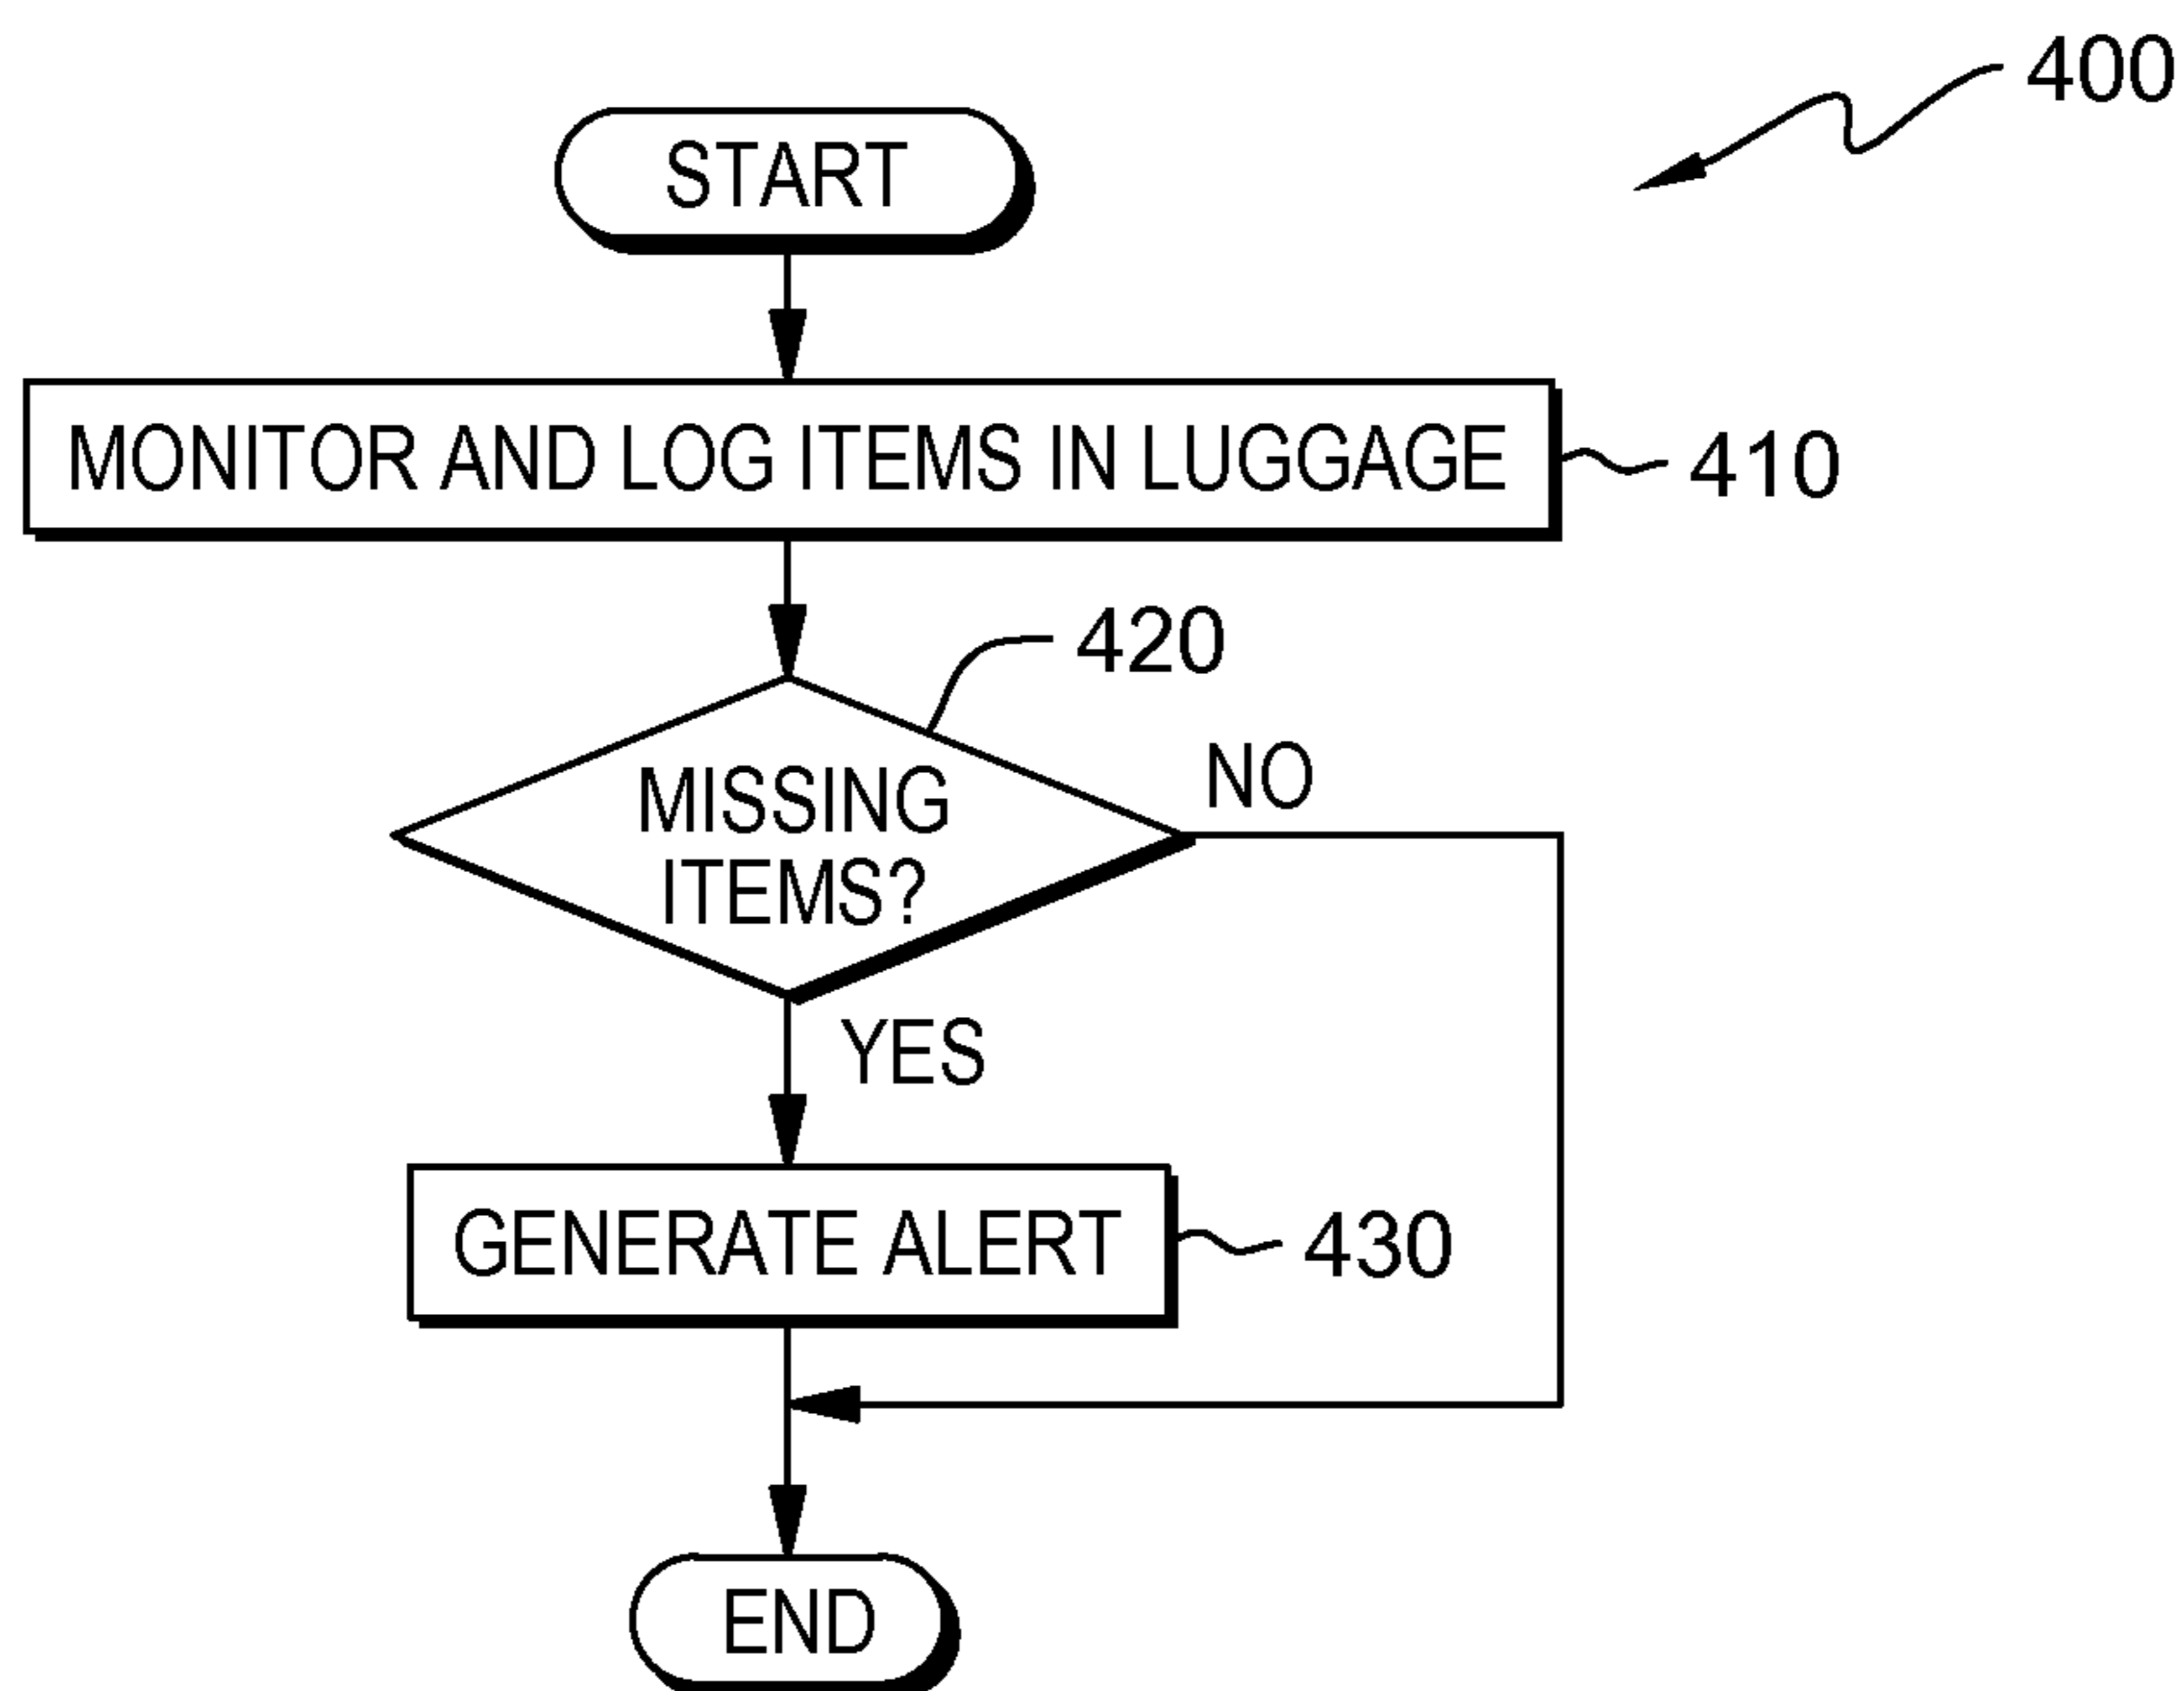 400
START
MONITOR AND LOG ITEMS IN LUGGAGE
410
420
NO
MISSING
ITEMS?
YES
GENERATE ALERT
430
END